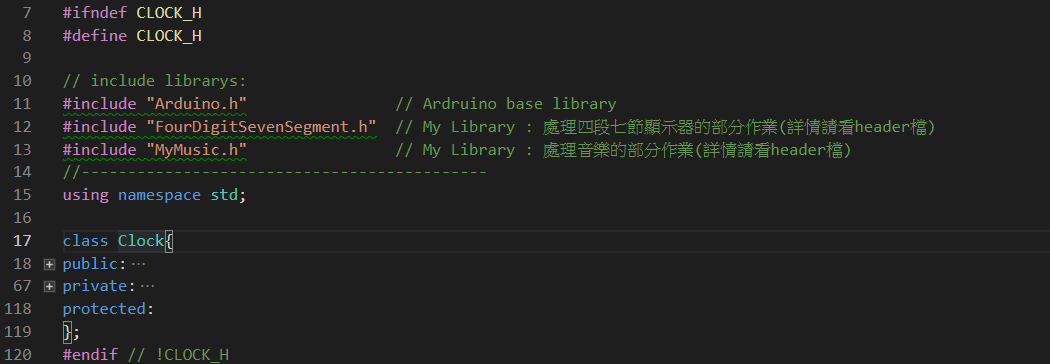 7 #ifndef CLOCK_H
8 #define CLOCK_H
9
10 // include librarys:
11 #include "Arduino.h" // Ardruino base library
12 #include "FourDigitSevenSegment.h" // My Library : 處理四段七節顯示器的部分作業(詳情請看header檔)
13 #include "MyMusic.h" // My Library : 處理音樂的部分作業(詳情請看header檔)
14 //--------------------------------------------
15 using namespace std;
16
17 class Clock{
18 public:···
67 private:···
118 protected:
119 };
120 #endif // !CLOCK_H